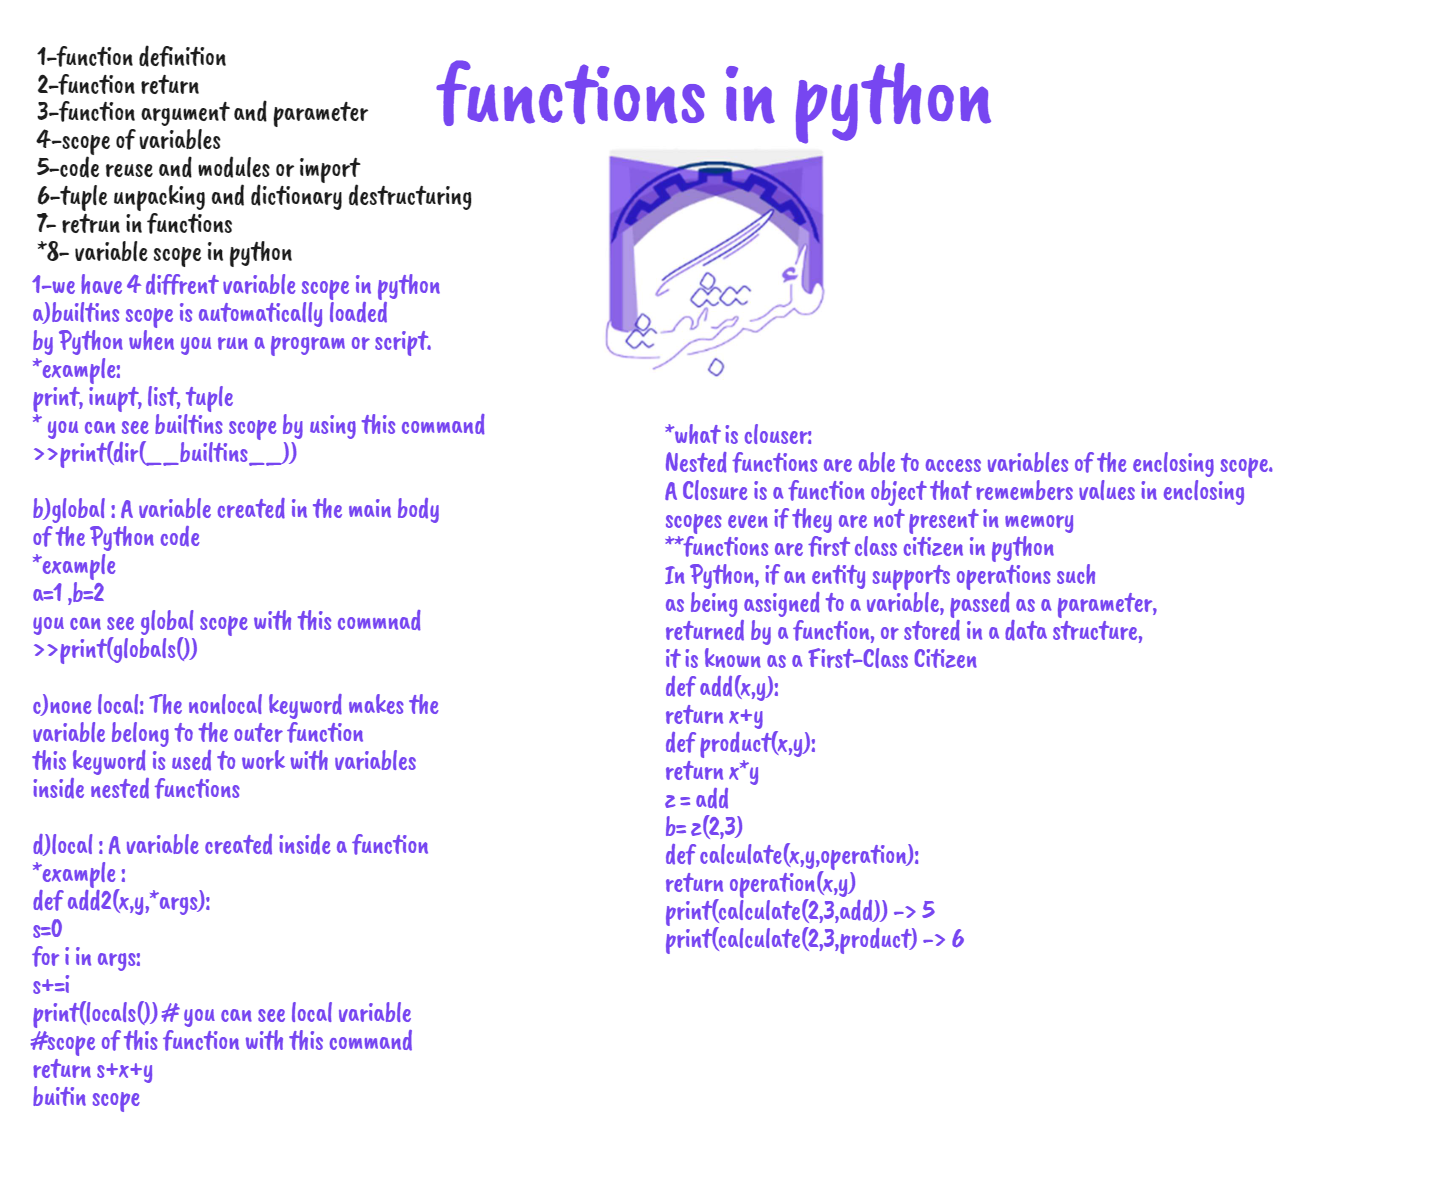 functions in python
1-function definition
2-function return
3-function argument and parameter
4-scope of variables
5-code reuse and modules or import
6-tuple unpacking and dictionary destructuring
7- retrun in functions
*8- variable scope in python
1-we have 4 diffrent variable scope in python
a)builtins scope is automatically loaded
by Python when you run a program or script.
*example:
print, inupt, list, tuple
* you can see builtins scope by using this command
>>print(dir(__builtins__))
b)global : A variable created in the main body
of the Python code
*example
a=1 ,b=2
you can see global scope with this commnad
>>print(globals())
c)none local: The nonlocal keyword makes the
variable belong to the outer function
this keyword is used to work with variables
inside nested functions
d)local : A variable created inside a function
*example :
def add2(x,y,*args):
s=0
for i in args:
s+=i
print(locals()) # you can see local variable
#scope of this function with this command
return s+x+y
buitin scope
*what is clouser:
Nested functions are able to access variables of the enclosing scope.
A Closure is a function object that remembers values in enclosing
scopes even if they are not present in memory
**functions are first class citizen in python
In Python, if an entity supports operations such
as being assigned to a variable, passed as a parameter,
returned by a function, or stored in a data structure,
it is known as a First-Class Citizen
def add(x,y):
return x+y
def product(x,y):
return x*y
z = add
b= z(2,3)
def calculate(x,y,operation):
return operation(x,y)
print(calculate(2,3,add)) -> 5
print(calculate(2,3,product) -> 6